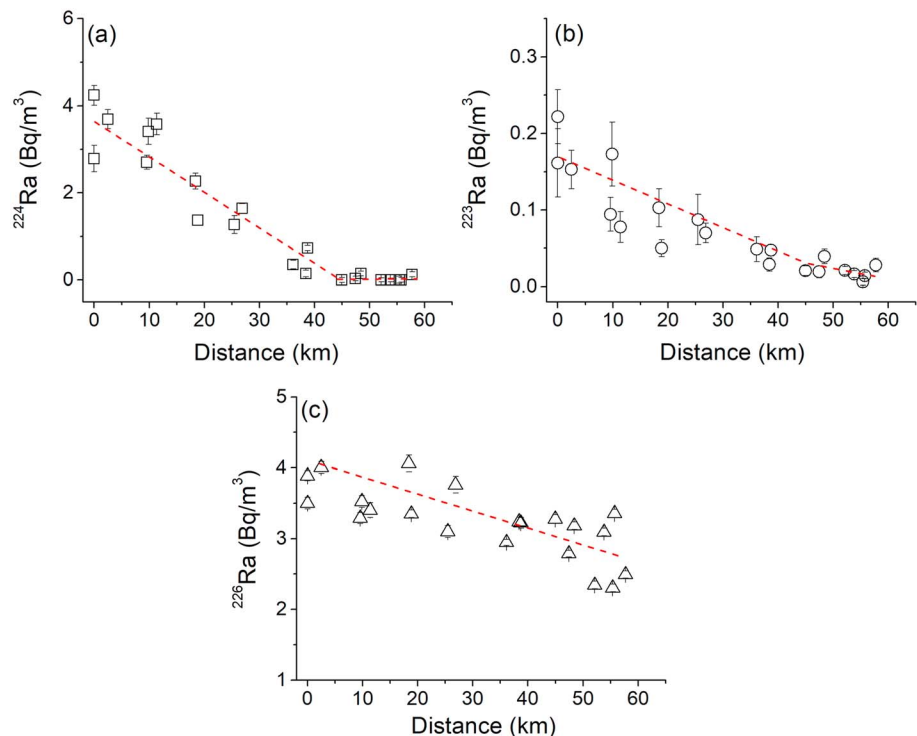 (a)
6
4
2
0
²²⁴Ra (Bq/m³)
0 10 20 30 40 50 60
Distance (km)
(b)
0.3
0.2
0.1
0.0
²²³Ra (Bq/m³)
0 10 20 30 40 50 60
Distance (km)
(c)
5
4
3
2
1
²²⁶Ra (Bq/m³)
0 10 20 30 40 50 60
Distance (km)